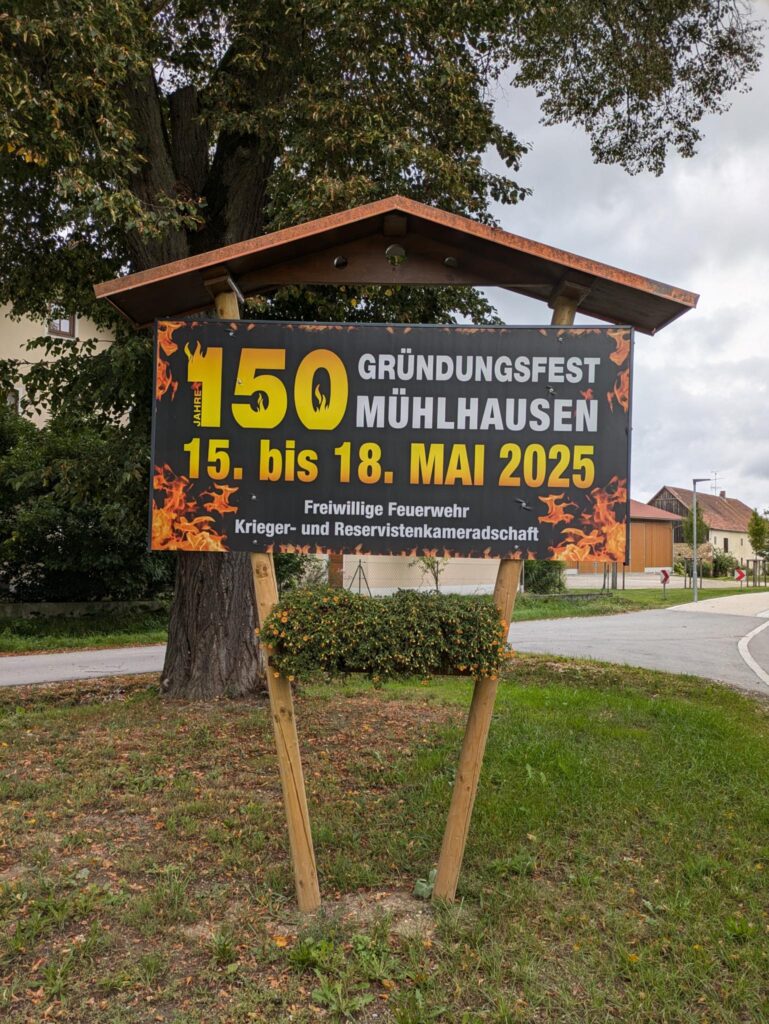 JAHRE 150 GRÜNDUNGSFEST
MÜHLHAUSEN
15. bis 18. MAI 2025
Freiwillige Feuerwehr
Krieger- und Reservistenkameradschaft